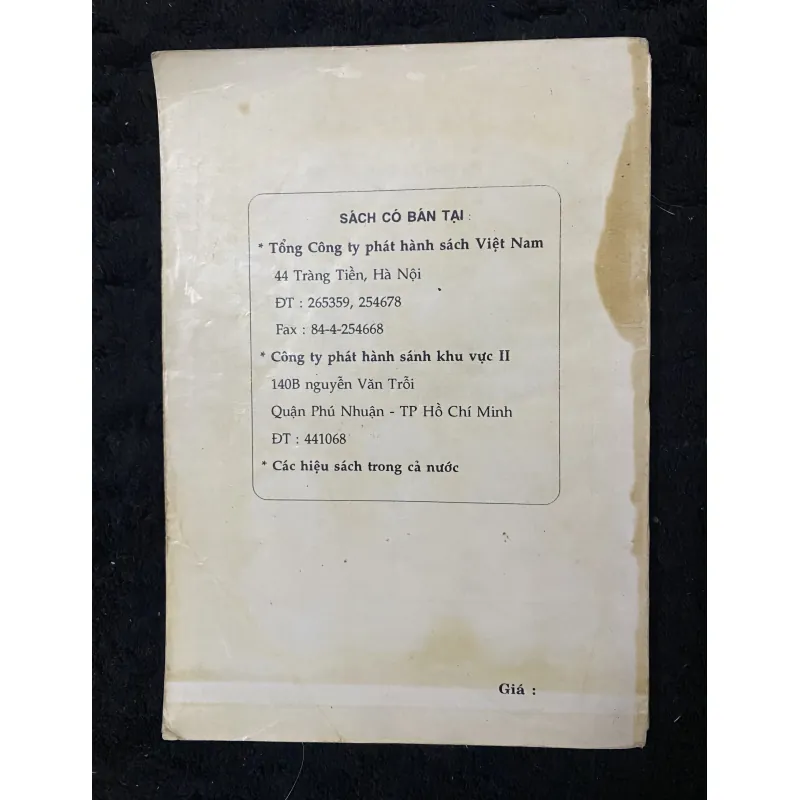 SÁCH CÓ BÁN TẠI :
* Tổng Công ty phát hành sách Việt Nam
44 Tràng Tiền, Hà Nội
ĐT : 265359, 254678
Fax : 84-4-254668
* Công ty phát hành sánh khu vực II
140B nguyễn Văn Trỗi
Quận Phú Nhuận - TP Hồ Chí Minh
ĐT : 441068
* Các hiệu sách trong cả nước
Giá :